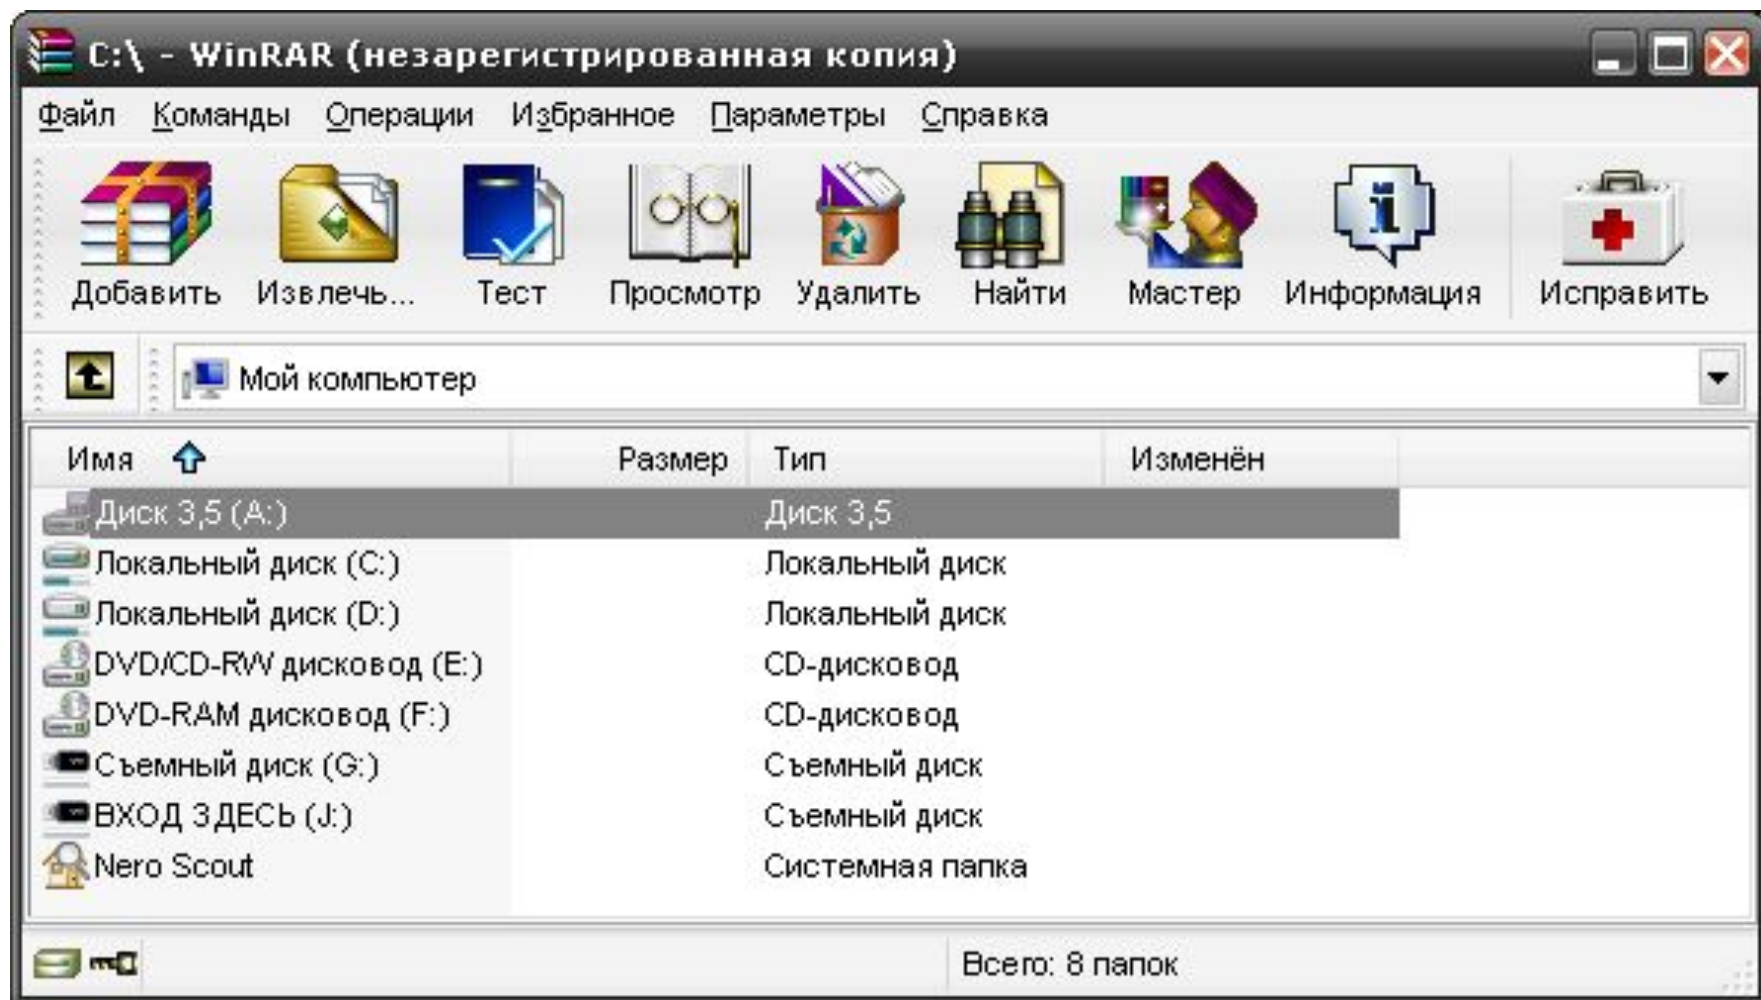 C:\ - WinRAR (незарегистрированная копия)
Файл Команды Операции Избранное Параметры Справка
Добавить Извлечь... Тест Просмотр Удалить Найти Мастер Информация Исправить
Мой компьютер
Имя Размер Тип Изменён
Диск 3,5 (A:) Диск 3,5
Локальный диск (C:) Локальный диск
Локальный диск (D:) Локальный диск
DVD/CD-RW дисковод (E:) CD-дисковод
DVD-RAM дисковод (F:) CD-дисковод
Съемный диск (G:) Съемный диск
ВХОД ЗДЕСЬ (J:) Съемный диск
Nero Scout Системная папка
Всего: 8 папок